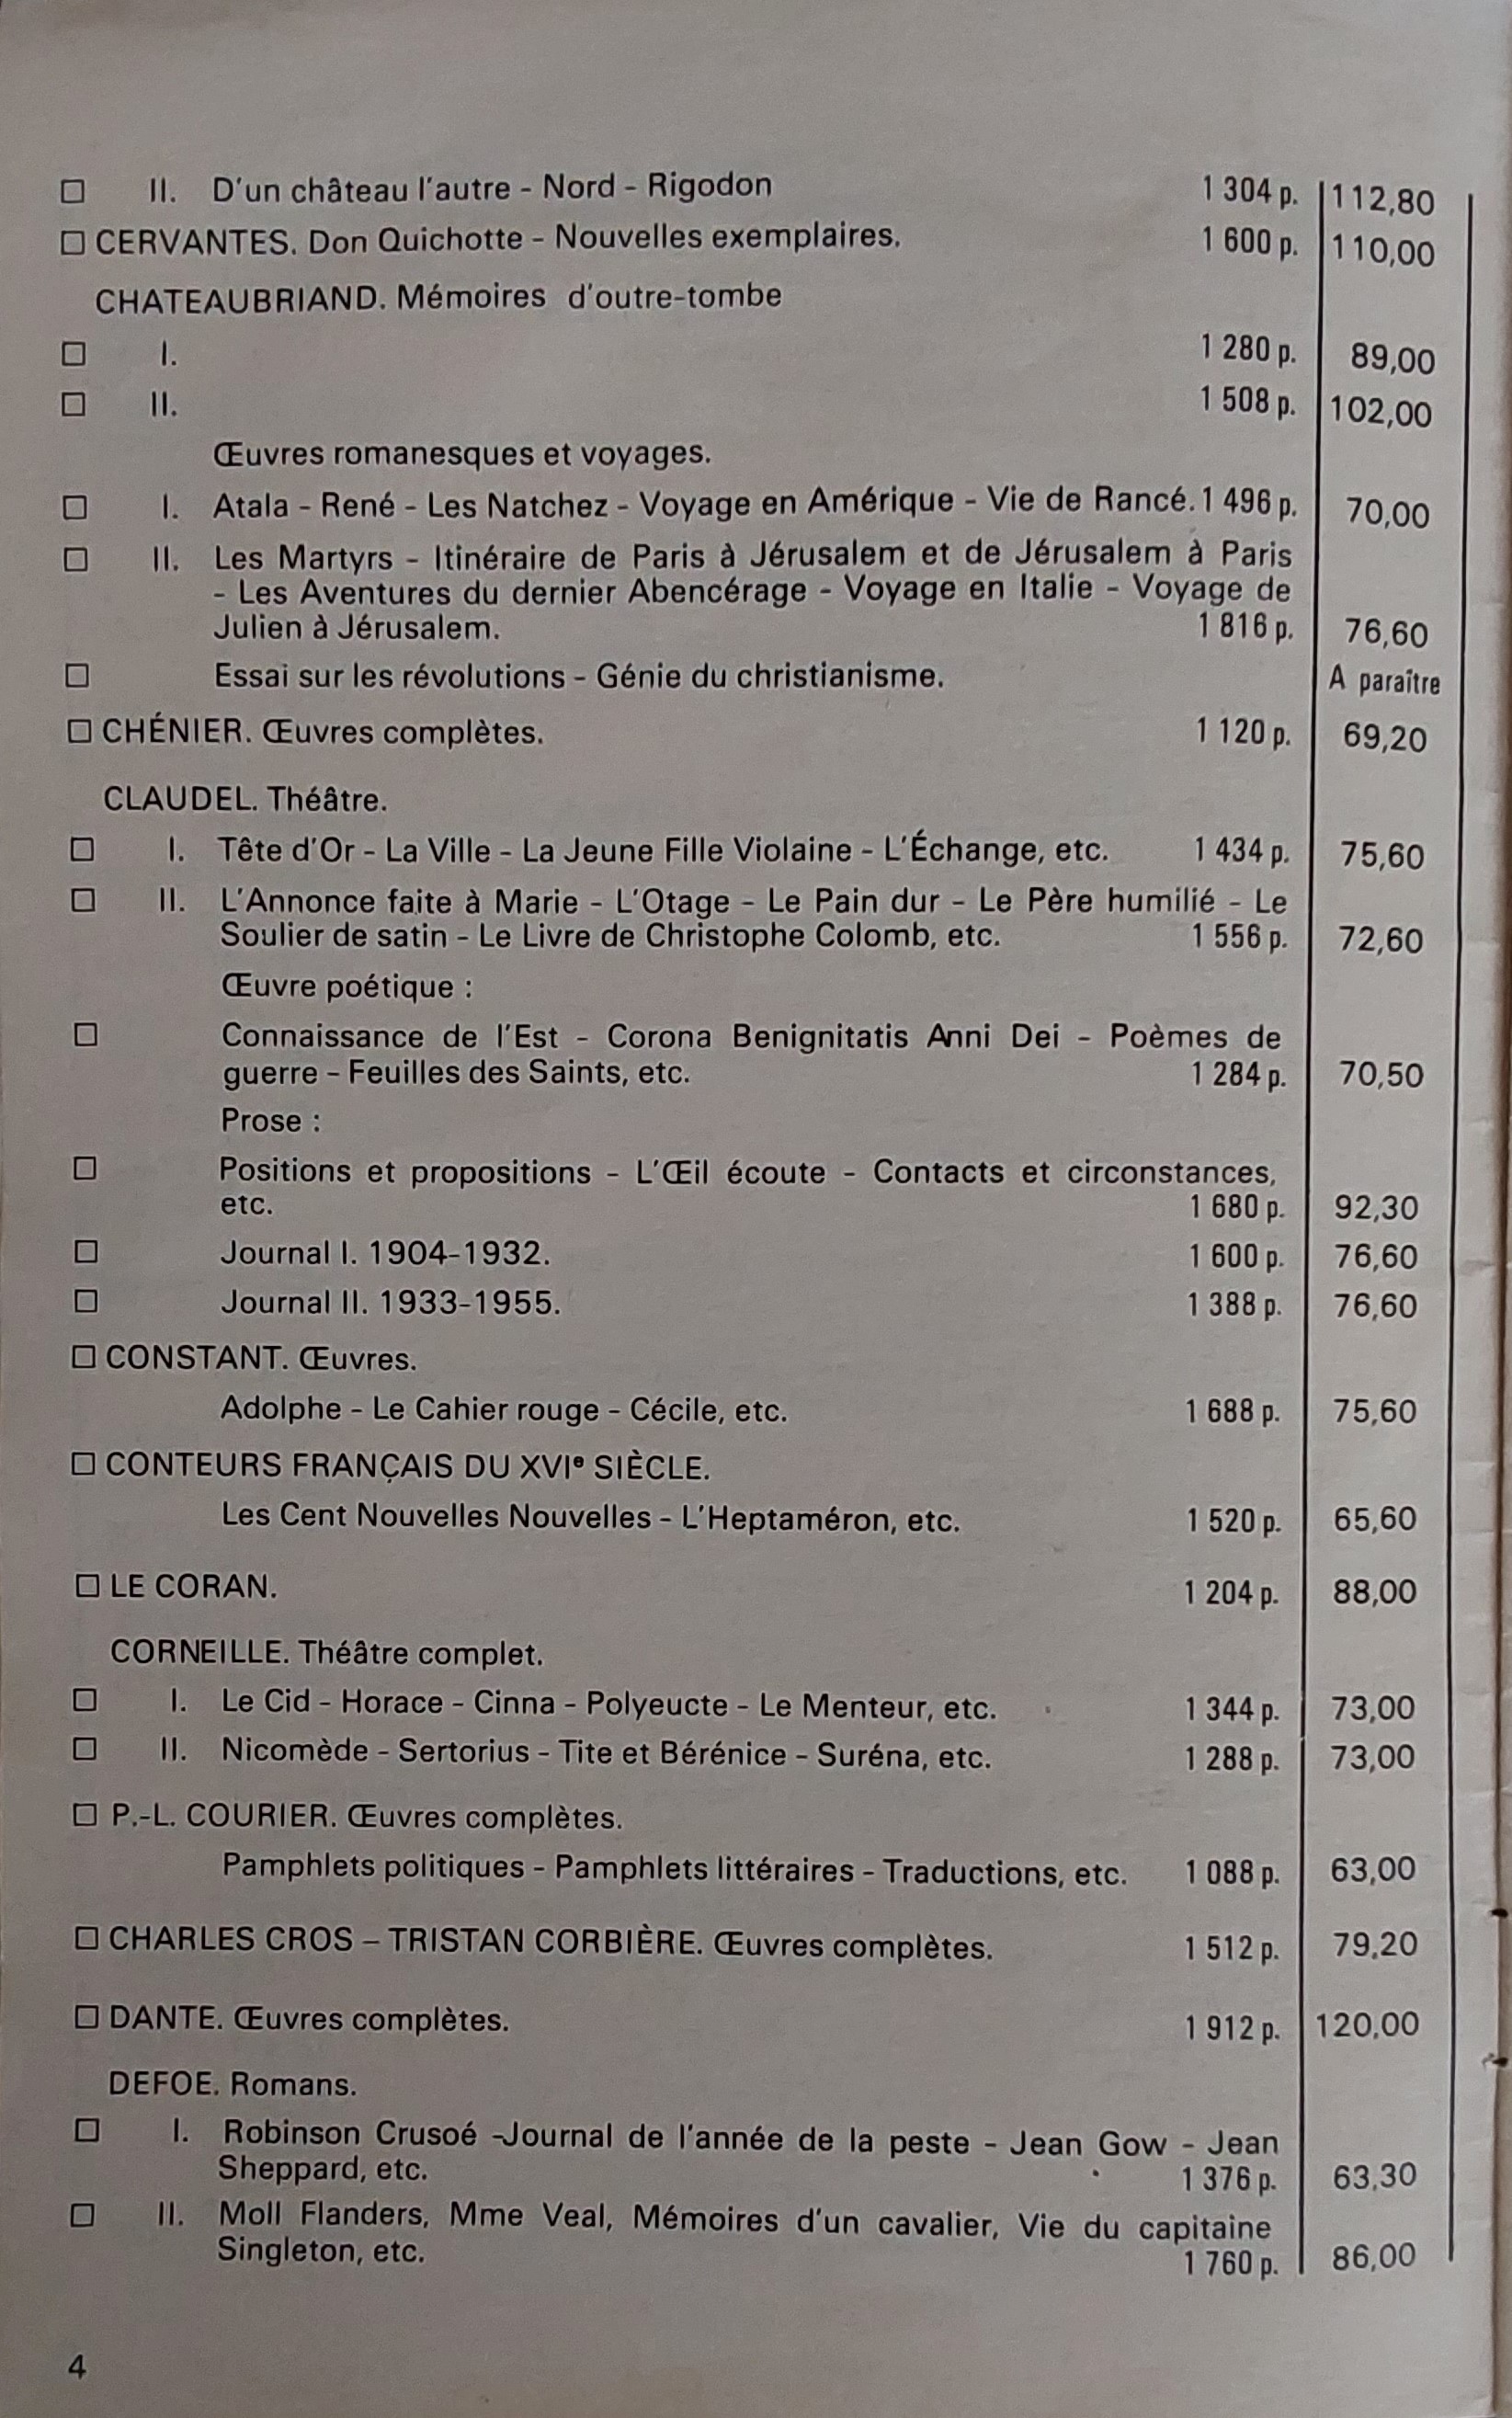 □ II. D'un château l'autre - Nord - Rigodon 1 304 p. 112,80
□ CERVANTES. Don Quichotte - Nouvelles exemplaires. 1 600 p. 110,00
CHATEAUBRIAND. Mémoires d'outre-tombe
□ I. 1 280 p. 89,00
□ II. 1 508 p. 102,00
Œuvres romanesques et voyages.
□ I. Atala - René - Les Natchez - Voyage en Amérique - Vie de Rancé. 1 496 p. 70,00
□ II. Les Martyrs - Itinéraire de Paris à Jérusalem et de Jérusalem à Paris
- Les Aventures du dernier Abencérage - Voyage en Italie - Voyage de
Julien à Jérusalem. 1 816 p. 76,60
□ Essai sur les révolutions - Génie du christianisme. A paraître
□ CHÉNIER. Œuvres complètes. 1 120 p. 69,20
CLAUDEL. Théâtre.
□ I. Tête d'Or - La Ville - La Jeune Fille Violaine - L'Échange, etc. 1 434 p. 75,60
□ II. L'Annonce faite à Marie - L'Otage - Le Pain dur - Le Père humilié - Le
Soulier de satin - Le Livre de Christophe Colomb, etc. 1 556 p. 72,60
Œuvre poétique :
□ Connaissance de l'Est - Corona Benignitatis Anni Dei - Poèmes de
guerre - Feuilles des Saints, etc. 1 284 p. 70,50
Prose :
□ Positions et propositions - L'Œil écoute - Contacts et circonstances,
etc. 1 680 p. 92,30
□ Journal I. 1904-1932. 1 600 p. 76,60
□ Journal II. 1933-1955. 1 388 p. 76,60
□ CONSTANT. Œuvres.
Adolphe - Le Cahier rouge - Cécile, etc. 1 688 p. 75,60
□ CONTEURS FRANÇAIS DU XVIᵉ SIÈCLE.
Les Cent Nouvelles Nouvelles - L'Heptaméron, etc. 1 520 p. 65,60
□ LE CORAN. 1 204 p. 88,00
CORNEILLE. Théâtre complet.
□ I. Le Cid - Horace - Cinna - Polyeucte - Le Menteur, etc. 1 344 p. 73,00
□ II. Nicomède - Sertorius - Tite et Bérénice - Suréna, etc. 1 288 p. 73,00
□ P.-L. COURIER. Œuvres complètes.
Pamphlets politiques - Pamphlets littéraires - Traductions, etc. 1 088 p. 63,00
□ CHARLES CROS – TRISTAN CORBIÈRE. Œuvres complètes. 1 512 p. 79,20
□ DANTE. Œuvres complètes. 1 912 p. 120,00
DEFOE. Romans.
□ I. Robinson Crusoé -Journal de l'année de la peste - Jean Gow - Jean
Sheppard, etc. 1 376 p. 63,30
□ II. Moll Flanders, Mme Veal, Mémoires d'un cavalier, Vie du capitaine
Singleton, etc. 1 760 p. 86,00
4